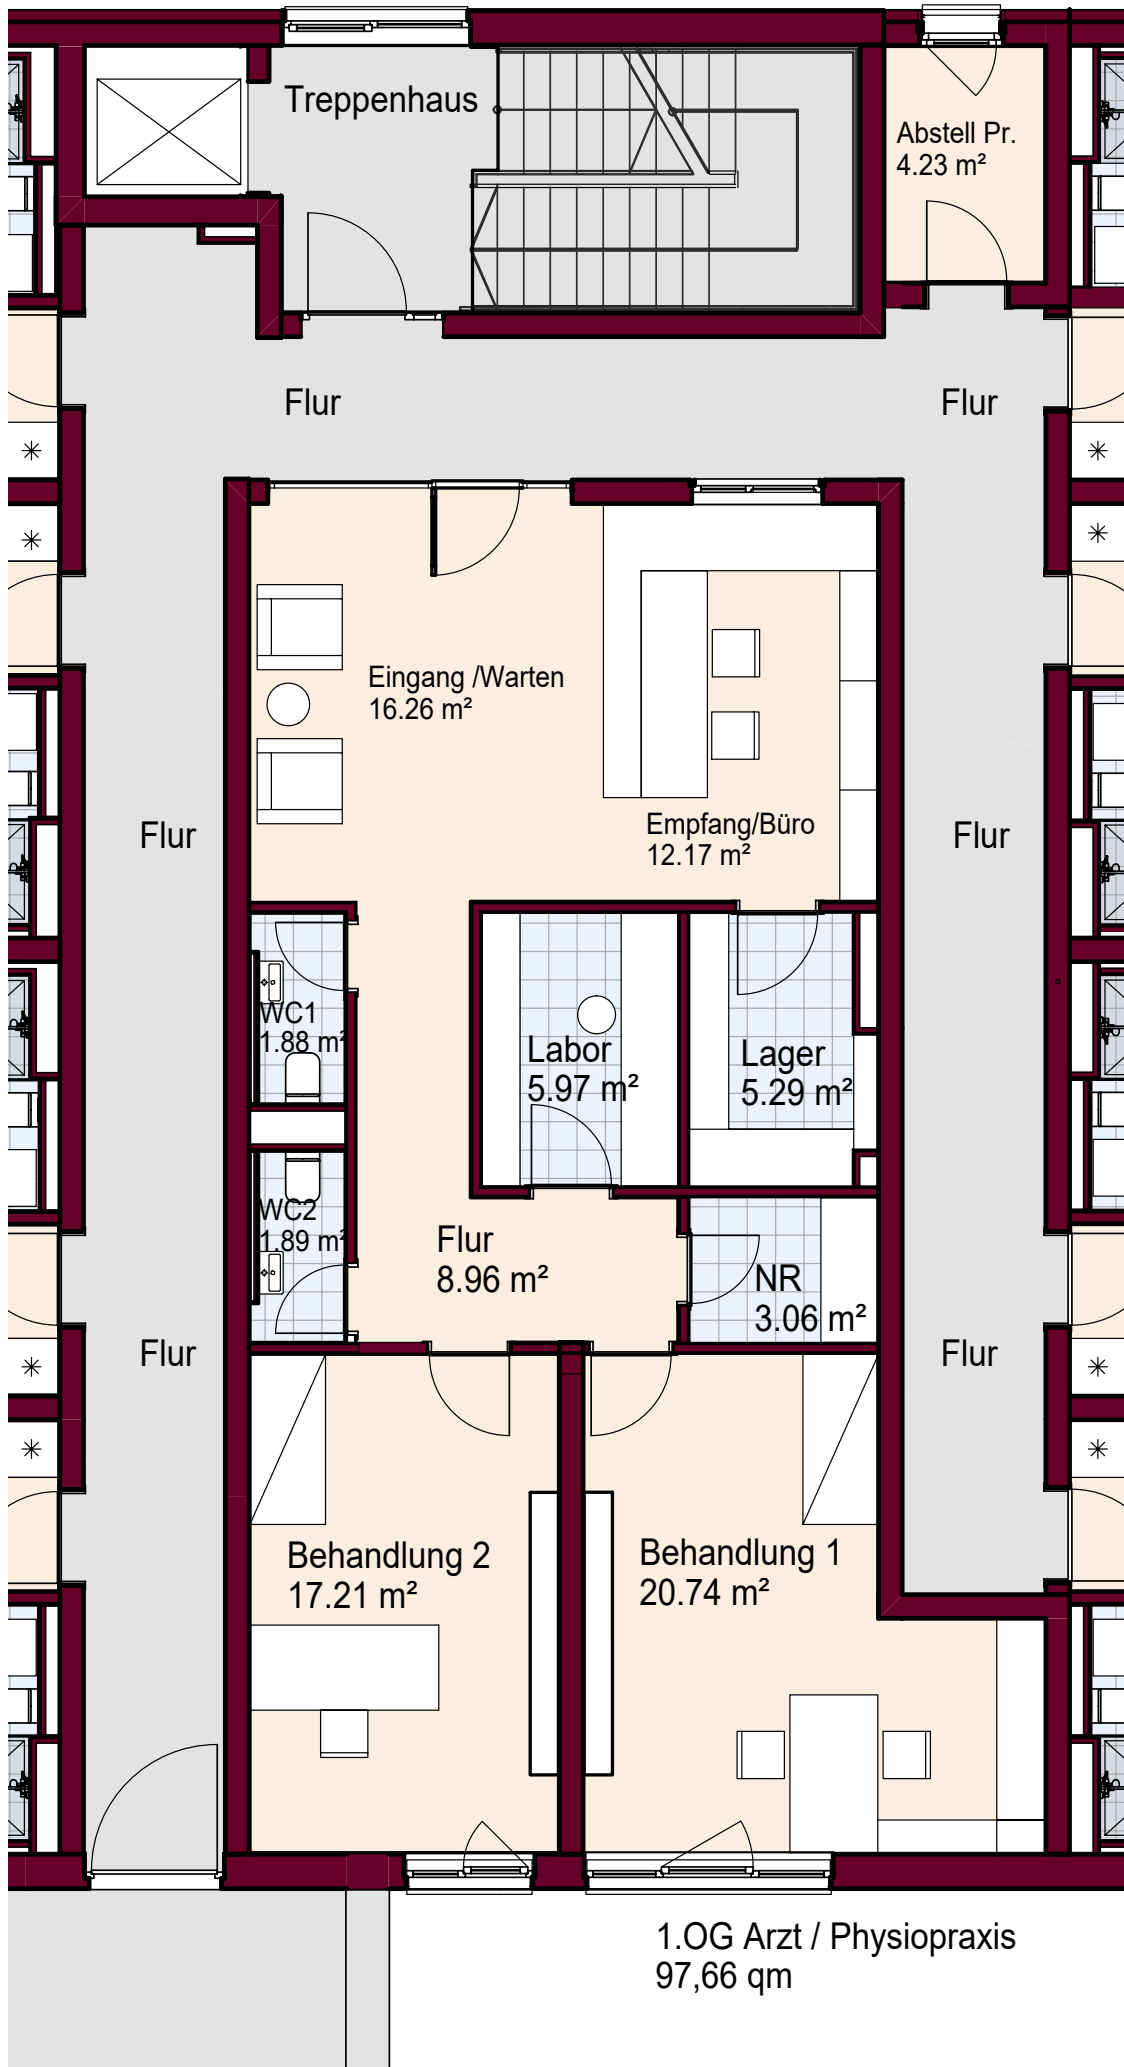 Treppenhaus
Abstell Pr.
4.23 m²
Flur
Flur
Eingang /Warten
16.26 m²
Empfang/Büro
12.17 m²
Flur
Flur
WC1
1.88 m²
Labor
5.97 m²
Lager
5.29 m²
WC2
1.89 m²
Flur
8.96 m²
NR
3.06 m²
Flur
Flur
Behandlung 2
17.21 m²
Behandlung 1
20.74 m²
1.OG Arzt / Physiopraxis
97,66 qm